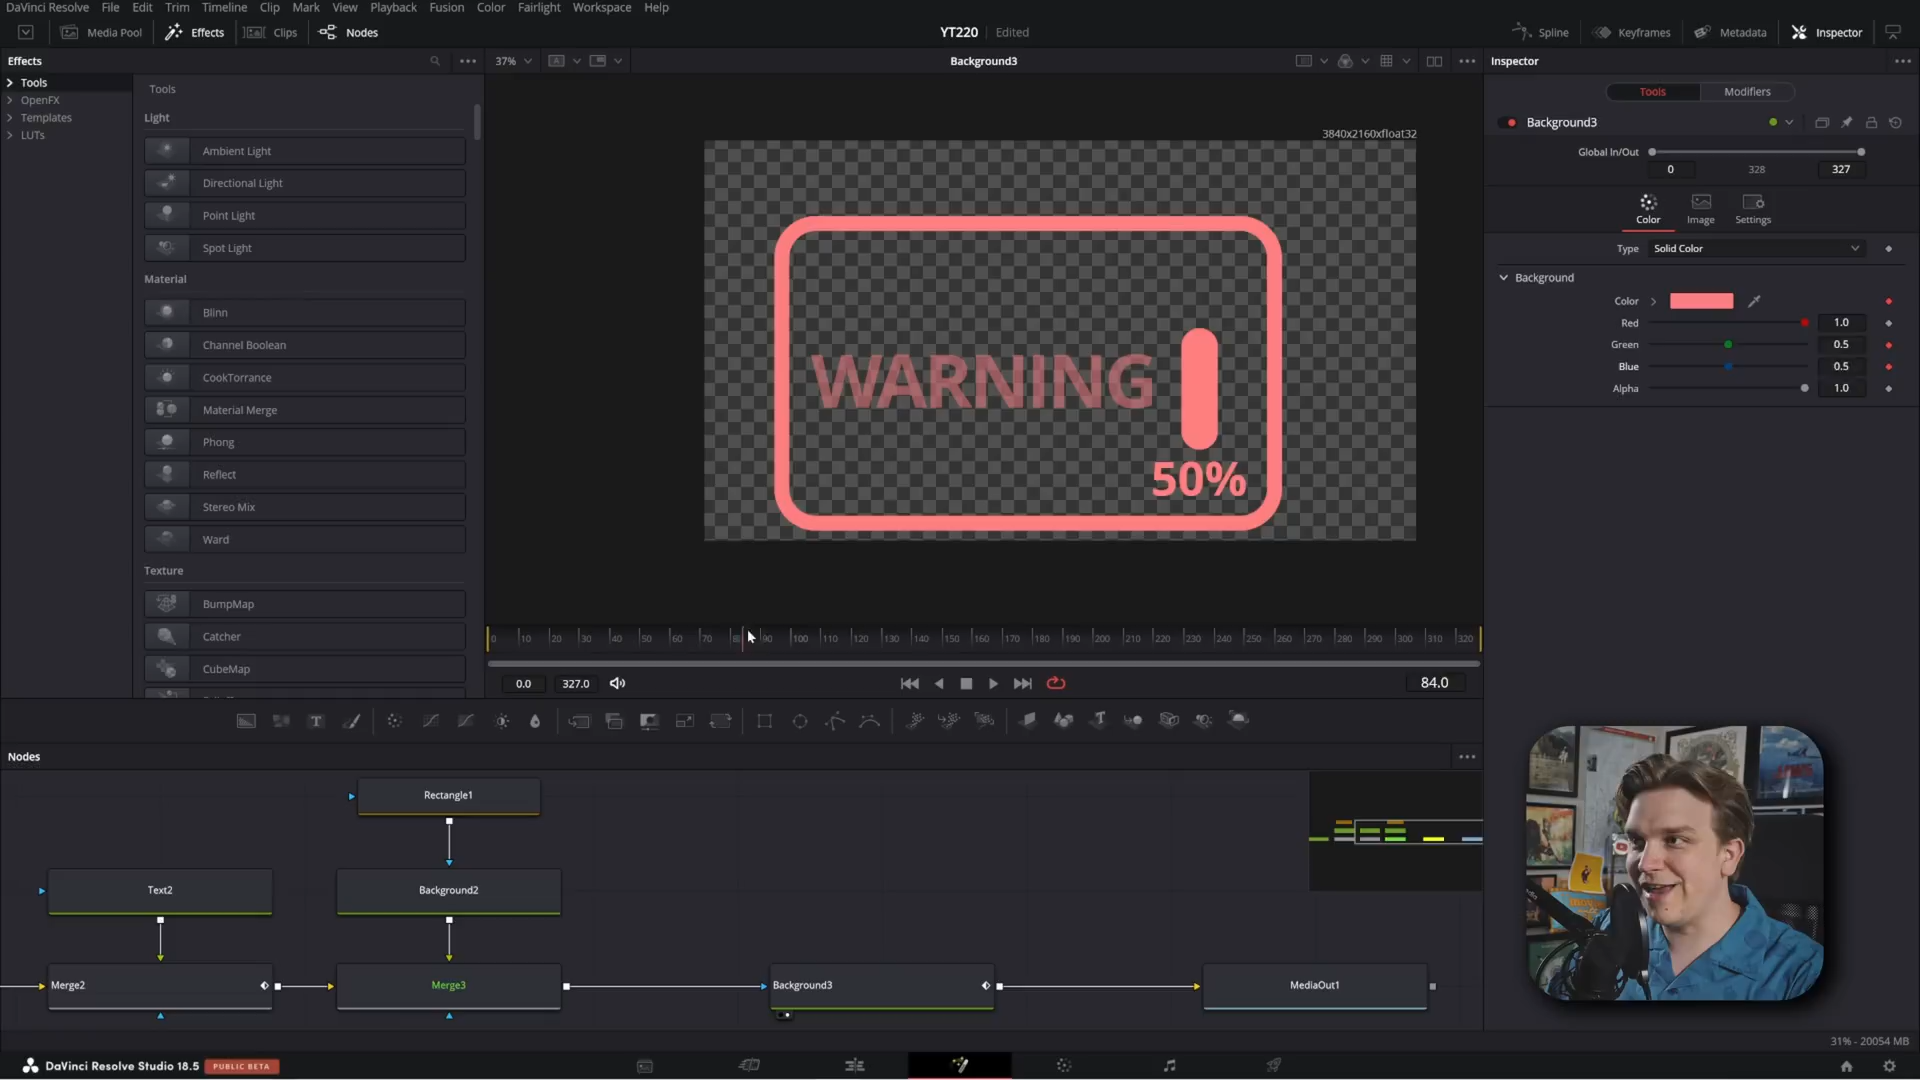 DaVinci Resolve File Edit Trim Timeline Clip Mark View Playback Fusion Color Fairlight Workspace Help
Media Pool Effects Clips Nodes YT220 Edited Spline Keyframes Metadata Inspector
Effects 37% Background3 Inspector
Tools
OpenFX
Templates
LUTs
Tools
Light
Ambient Light
Directional Light
Point Light
Spot Light
Material
Blinn
Channel Boolean
CookTorrance
Material Merge
Phong
Reflect
Stereo Mix
Ward
Texture
BumpMap
Catcher
CubeMap
3840x2160xfloat32
WARNING
50%
0 10 20 30 40 50 60 70 90 100 110 120 130 140 150 160 170 180 190 200 210 220 230 240 250 260 270 280 290 300 310 320
0.0 327.0 84.0
Tools Modifiers
Background3
Global In/Out
0 328 327
Color Image Settings
Type Solid Color
Background
Color
Red 1.0
Green 0.5
Blue 0.5
Alpha 1.0
Nodes
Rectangle1
Text2 Background2
Merge2 Merge3 Background3 MediaOut1
31% - 20054 MB
DaVinci Resolve Studio 18.5 PUBLIC BETA